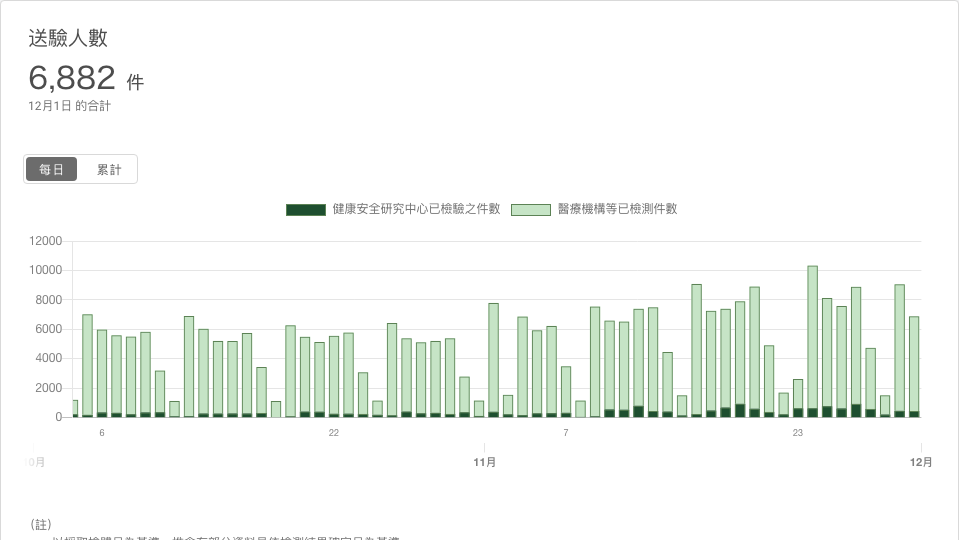 送驗人數
6,882 件
12月1日 的合計
每日 累計
健康安全研究中心已檢驗之件數 醫療機構等已檢測件數
12000
10000
8000
6000
4000
2000
0
6 22 7 23
0月 11月 12月
(註)